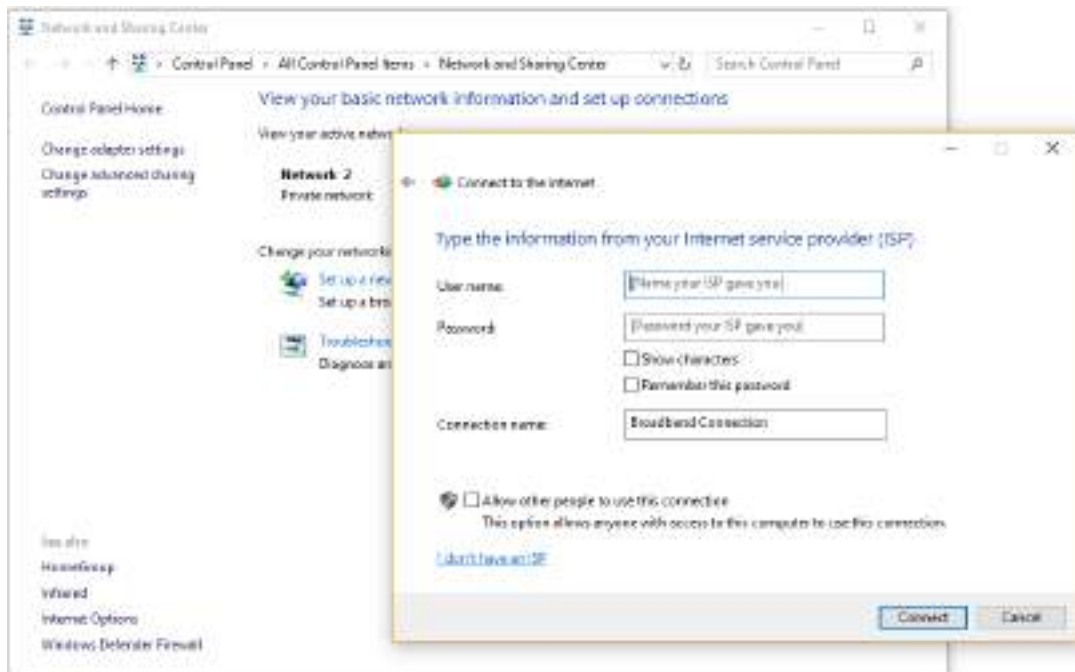 Network and Sharing Center
Control Panel › All Control Panel Items › Network and Sharing Center
Search Control Panel
Control Panel Home
Change adapter settings
Change advanced sharing
settings
View your basic network information and set up connections
View your active netwo
Network 2
Private network
Change your networki
Set up a new
Set up a bro
Troubleshoo
Diagnose an
See also
HomeGroup
Infrared
Internet Options
Windows Defender Firewall
Connect to the Internet
Type the information from your Internet service provider (ISP)
User name:
[Name your ISP gave you]
Password:
[Password your ISP gave you]
Show characters
Remember this password
Connection name:
Broadband Connection
Allow other people to use this connection
This option allows anyone with access to this computer to use this connection.
I don't have an ISP
Connect
Cancel